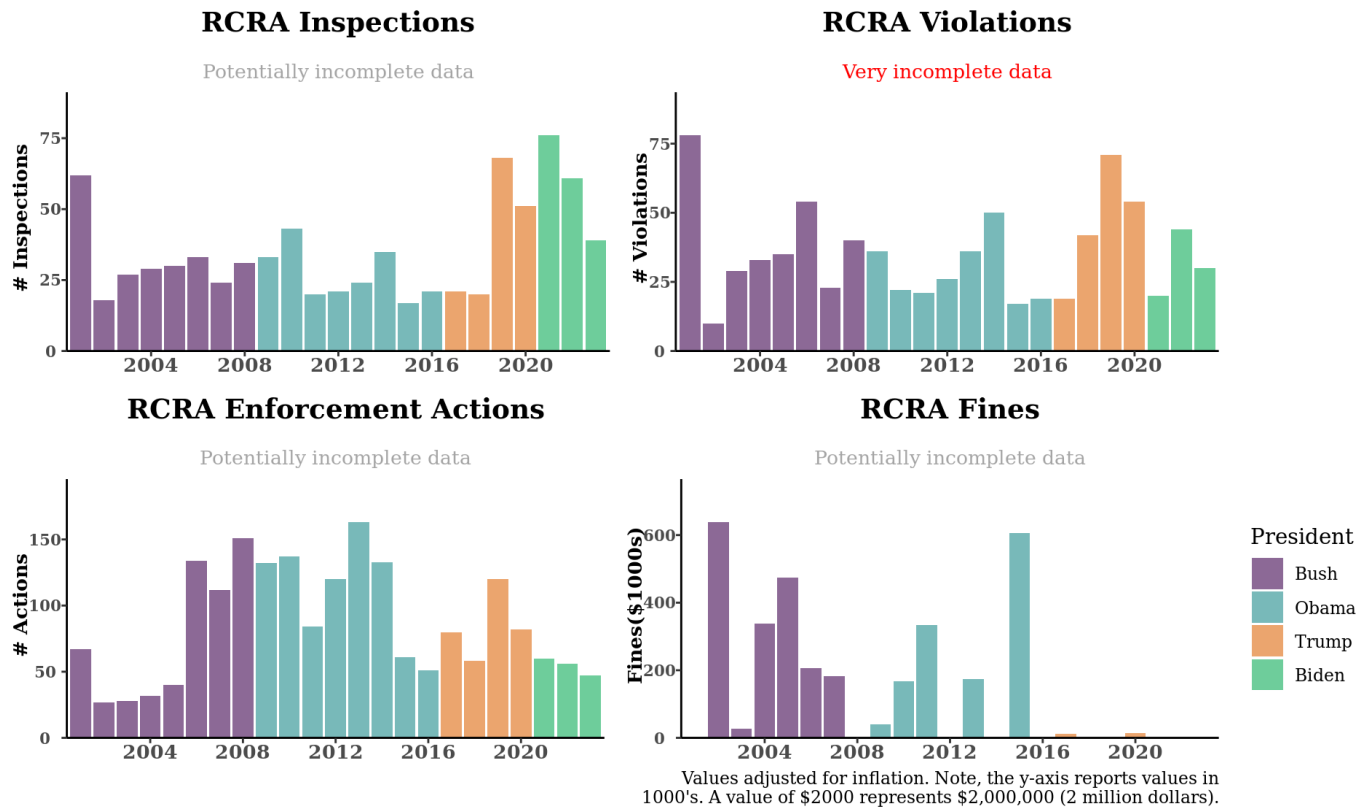 RCRA Inspections
Potentially incomplete data
# Inspections
75
50
25
0
2004 2008 2012 2016 2020
RCRA Violations
Very incomplete data
# Violations
75
50
25
0
2004 2008 2012 2016 2020
RCRA Enforcement Actions
Potentially incomplete data
# Actions
150
100
50
0
2004 2008 2012 2016 2020
RCRA Fines
Potentially incomplete data
Fines($1000s)
600
400
200
0
2004 2008 2012 2016 2020
President
Bush
Obama
Trump
Biden
Values adjusted for inflation. Note, the y-axis reports values in
1000's. A value of $2000 represents $2,000,000 (2 million dollars).